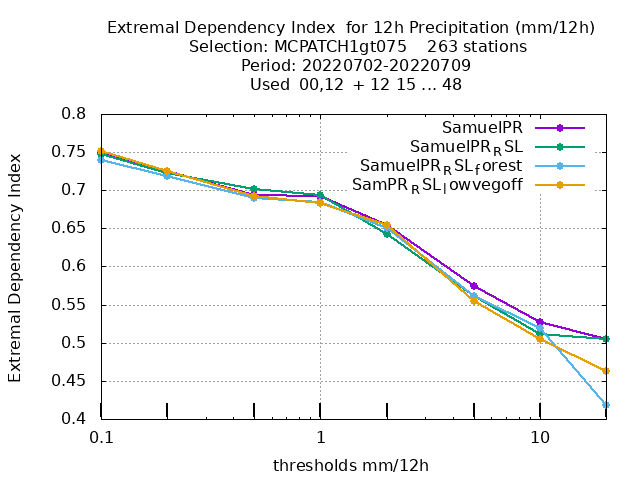 Extremal Dependency Index  for 12h Precipitation (mm/12h)
Selection: MCPATCH1gt075    263 stations
Period: 20220702-20220709
Used  00,12  + 12 15 ... 48
Extremal Dependency Index
0.8
0.75
0.7
0.65
0.6
0.55
0.5
0.45
0.4
SamuelPR
SamuelPR_RSL
SamuelPR_RSL_forest
SamPR_RSL_lowvegoff
0.1
1
10
thresholds mm/12h